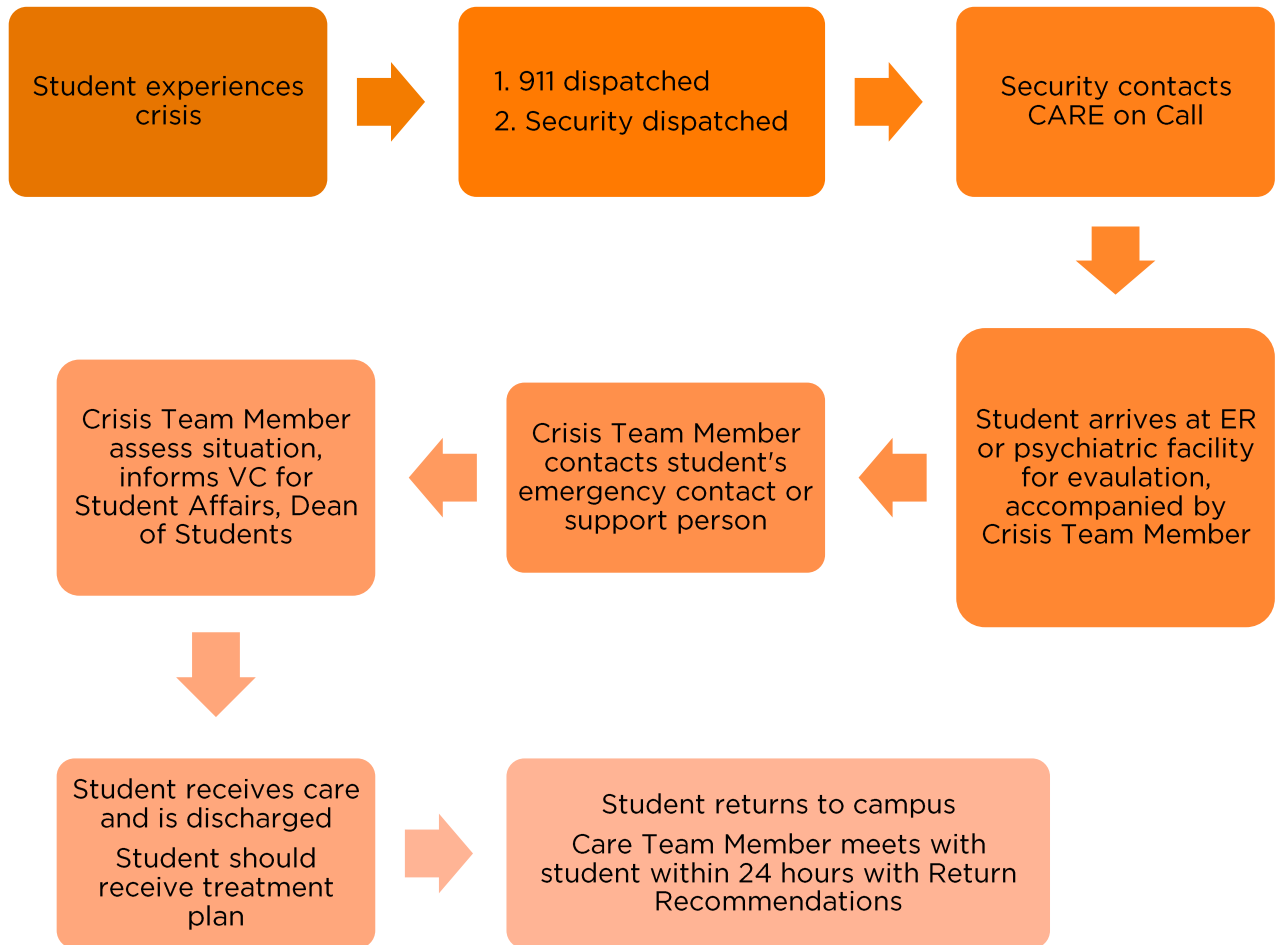 Student experiences
crisis
1. 911 dispatched
2. Security dispatched
Security contacts
CARE on Call
Student arrives at ER
or psychiatric facility
for evaulation,
accompanied by
Crisis Team Member
Crisis Team Member
contacts student's
emergency contact or
support person
Crisis Team Member
assess situation,
informs VC for
Student Affairs, Dean
of Students
Student receives care
and is discharged
Student should
receive treatment
plan
Student returns to campus
Care Team Member meets with
student within 24 hours with Return
Recommendations